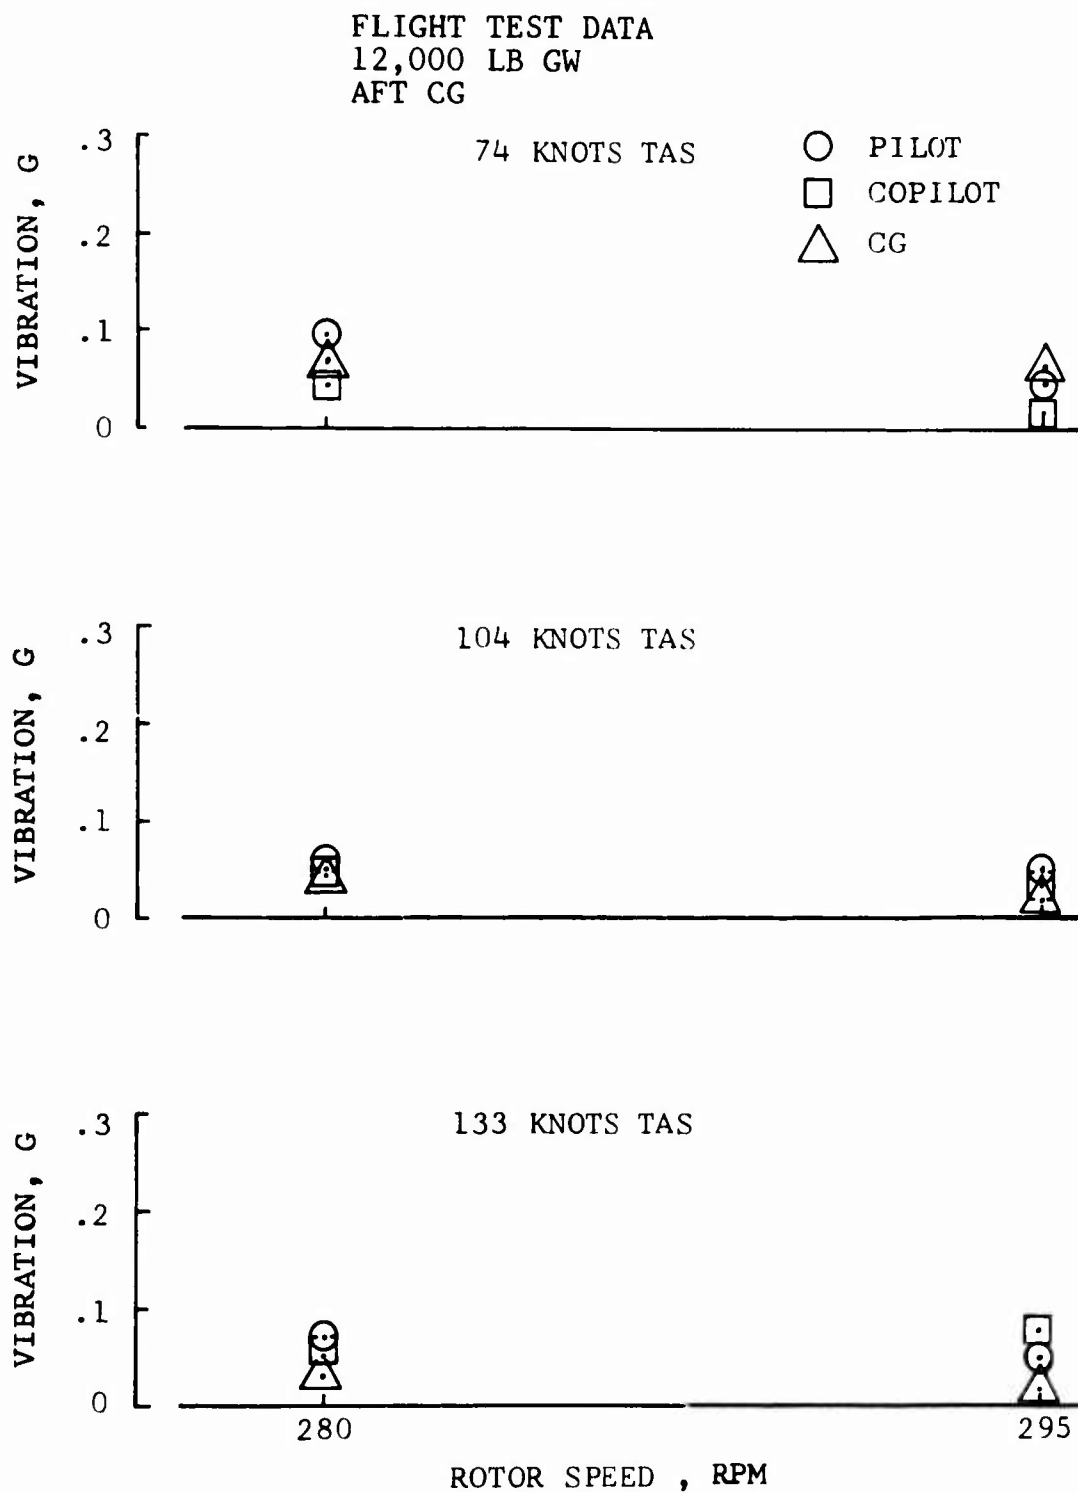 FLIGHT TEST DATA
12,000 LB GW
AFT CG
74 KNOTS TAS
PILOT
COPILOT
CG
VIBRATION, G
.3
.2
.1
0
104 KNOTS TAS
VIBRATION, G
.3
.2
.1
0
133 KNOTS TAS
VIBRATION, G
.3
.2
.1
0
280
295
ROTOR SPEED , RPM